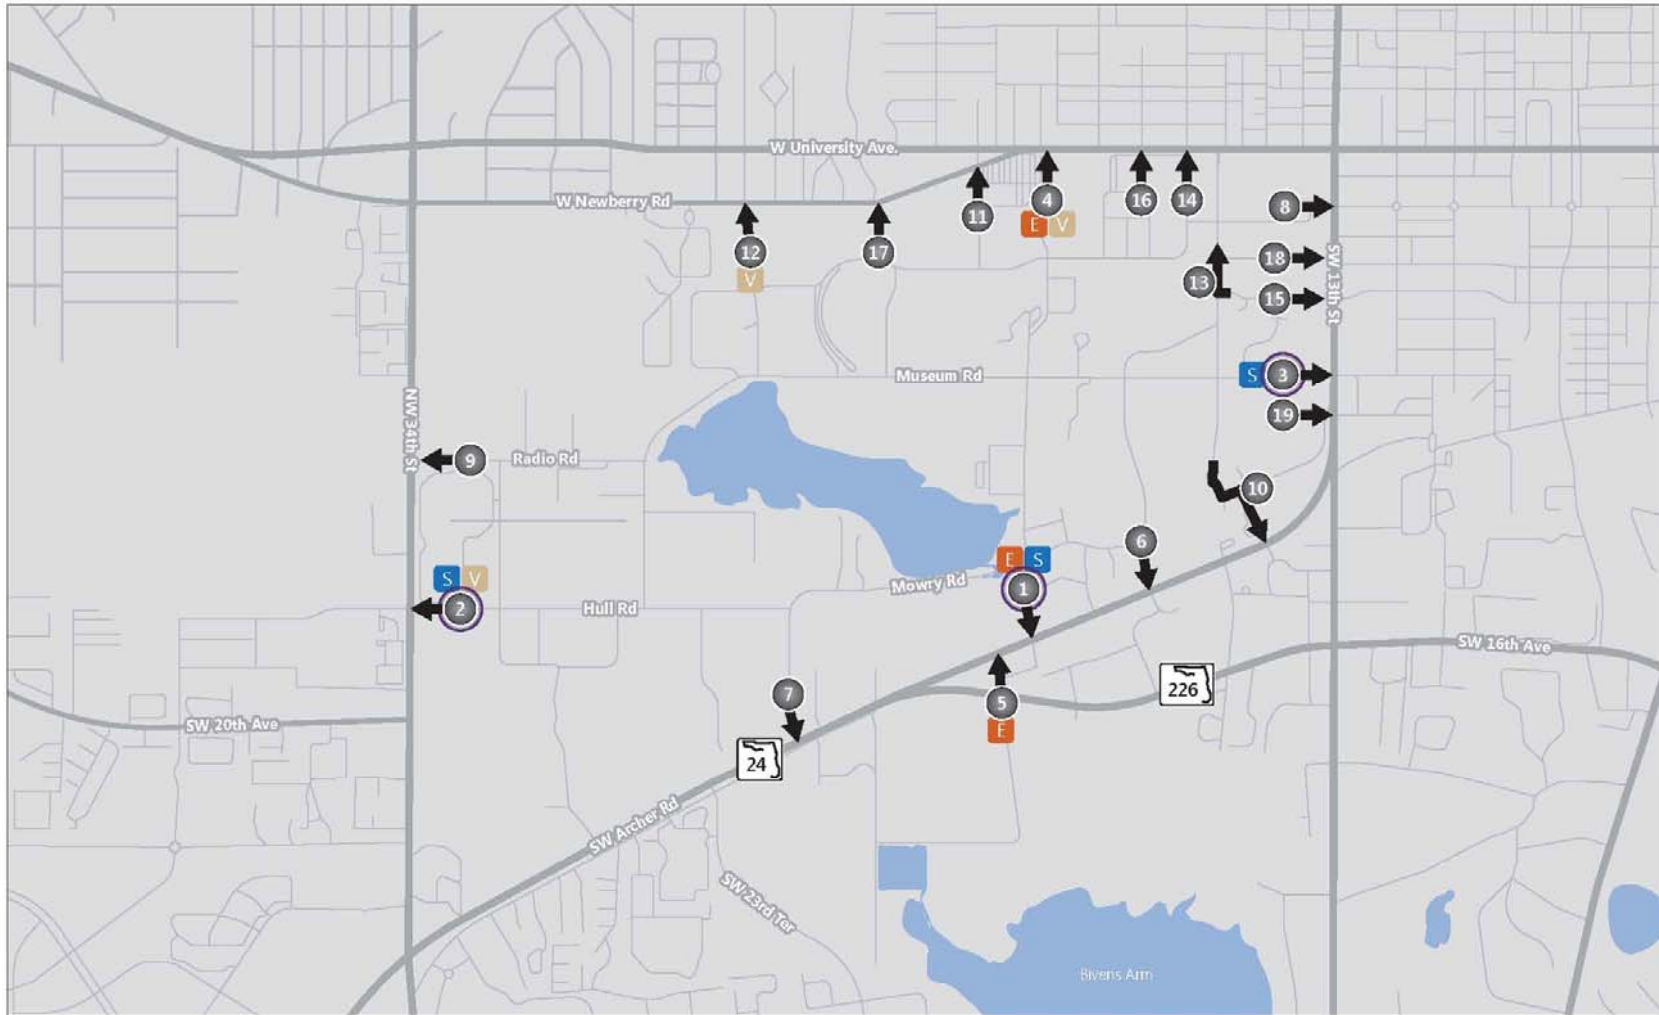 W University Ave.
W Newberry Rd
11
4
16
14
8
E
V
12
17
18
V
13
15
SW 13th St
Museum Rd
S
3
NW 34th St
19
9
Radio Rd
10
6
E
S
S
V
Mowry Rd
1
2
Hull Rd
SW 16th Ave
226
7
5
SW 20th Ave
E
24
SW Archer Rd
SW 23rd Ter
Bivens Arm